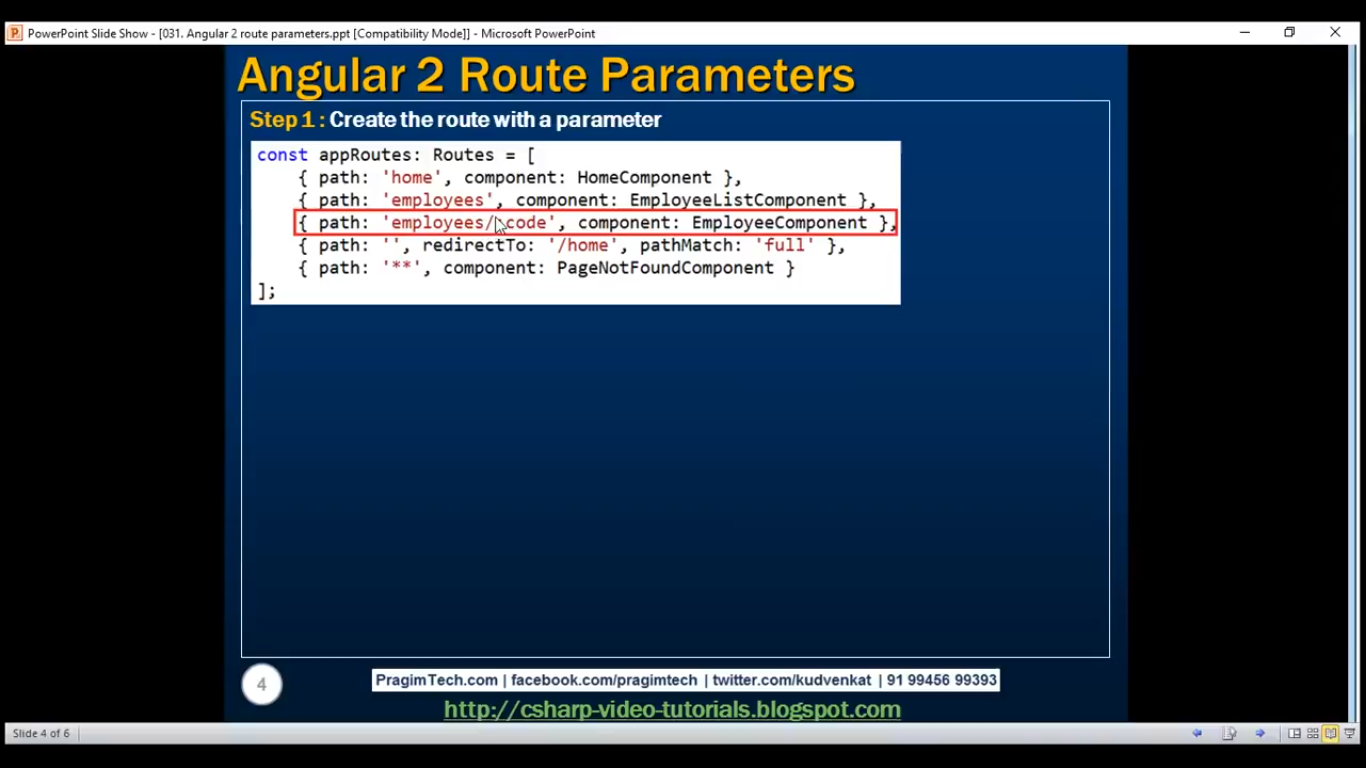 PowerPoint Slide Show - [031. Angular 2 route parameters.ppt [Compatibility Mode]] - Microsoft PowerPoint
Angular 2 Route Parameters
Step 1 : Create the route with a parameter
const appRoutes: Routes = [
{ path: 'home', component: HomeComponent },
{ path: 'employees', component: EmployeeListComponent },
{ path: 'employees/:code', component: EmployeeComponent },
{ path: '', redirectTo: '/home', pathMatch: 'full' },
{ path: '**', component: PageNotFoundComponent }
];
4
PragimTech.com | facebook.com/pragimtech | twitter.com/kudvenkat | 91 99456 99393
http://csharp-video-tutorials.blogspot.com
Slide 4 of 6